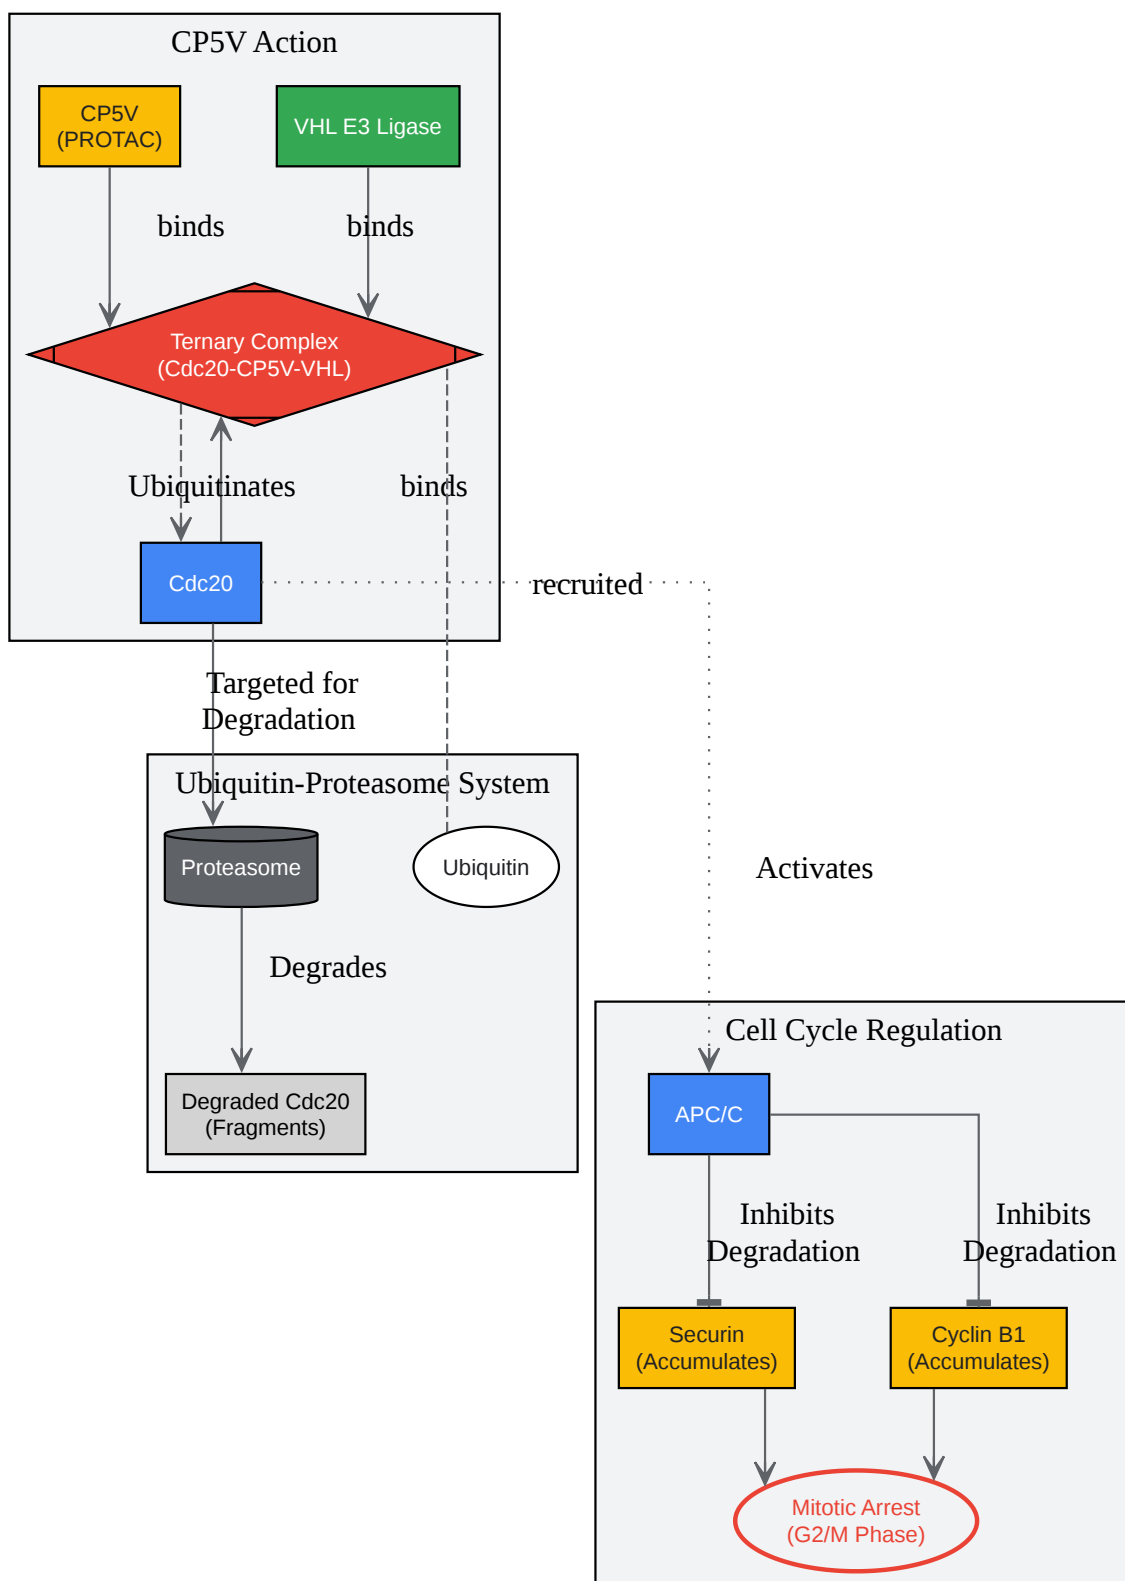 CP5V Action
CP5V
(PROTAC)
VHL E3 Ligase
binds
binds
Ternary Complex
(Cdc20-CP5V-VHL)
Ubiquitinates
binds
Cdc20
recruited
Targeted for
Degradation
Ubiquitin-Proteasome System
Proteasome
Ubiquitin
Activates
Degrades
Cell Cycle Regulation
Degraded Cdc20
(Fragments)
APC/C
Inhibits
Degradation
Inhibits
Degradation
Securin
(Accumulates)
Cyclin B1
(Accumulates)
Mitotic Arrest
(G2/M Phase)